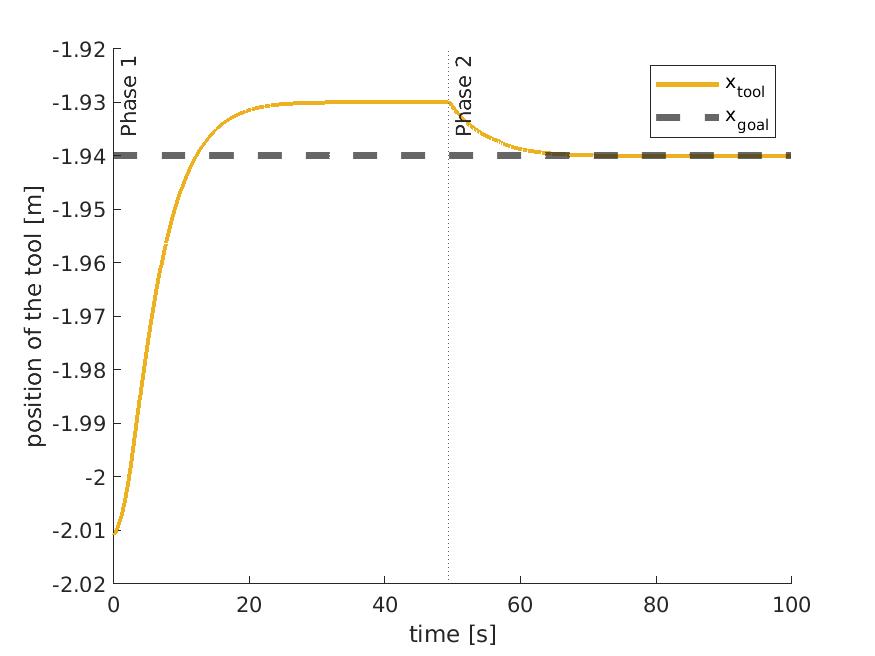 Phase 1
Phase 2
x_tool
x_goal
-1.92
-1.93
-1.94
-1.95
-1.96
-1.97
-1.98
-1.99
-2
-2.01
-2.02
position of the tool [m]
0 20 40 60 80 100
time [s]